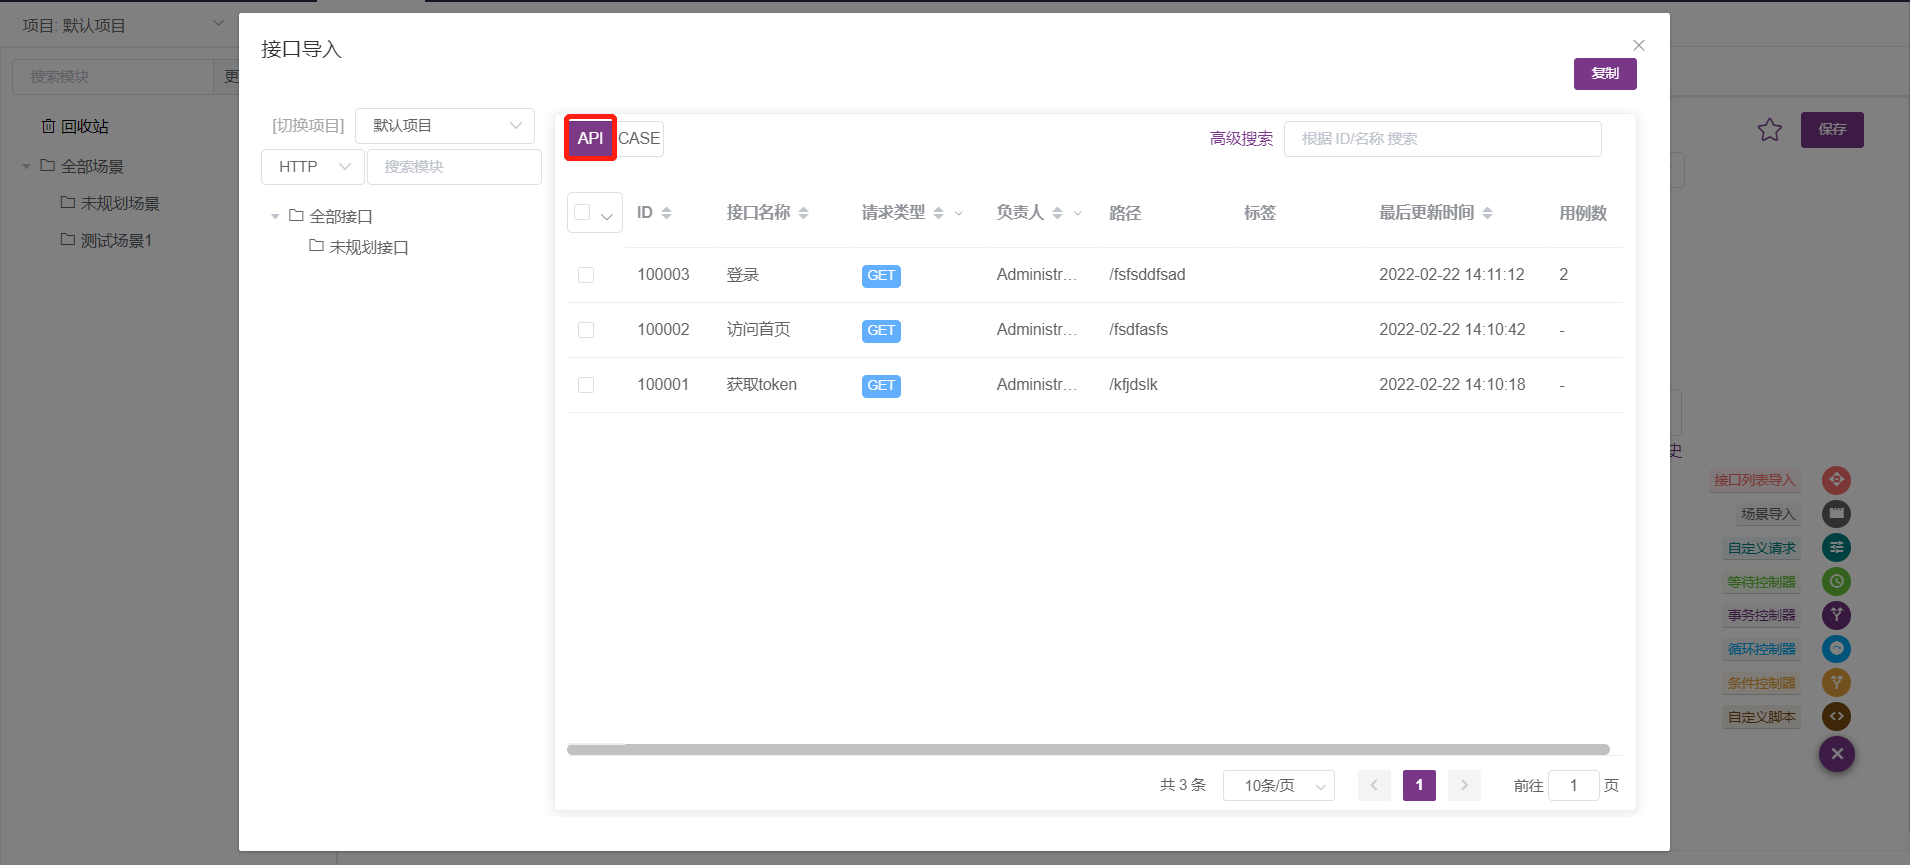 项目: 默认项目
搜索模块
更
回收站
全部场景
未规划场景
测试场景1
接口导入
复制
[切换项目]
默认项目
HTTP
搜索模块
全部接口
未规划接口
API
CASE
高级搜索
根据 ID/名称 搜索
ID 接口名称 请求类型 负责人 路径 标签 最后更新时间 用例数
100003 登录 GET Administr... /fsfsddfsad 2022-02-22 14:11:12 2
100002 访问首页 GET Administr... /fsdfasfs 2022-02-22 14:10:42 -
100001 获取token GET Administr... /kfjdslk 2022-02-22 14:10:18 -
共 3 条
10条/页
1
前往 1 页
保存
史
接口列表导入
场景导入
自定义请求
等待控制器
事务控制器
循环控制器
条件控制器
自定义脚本